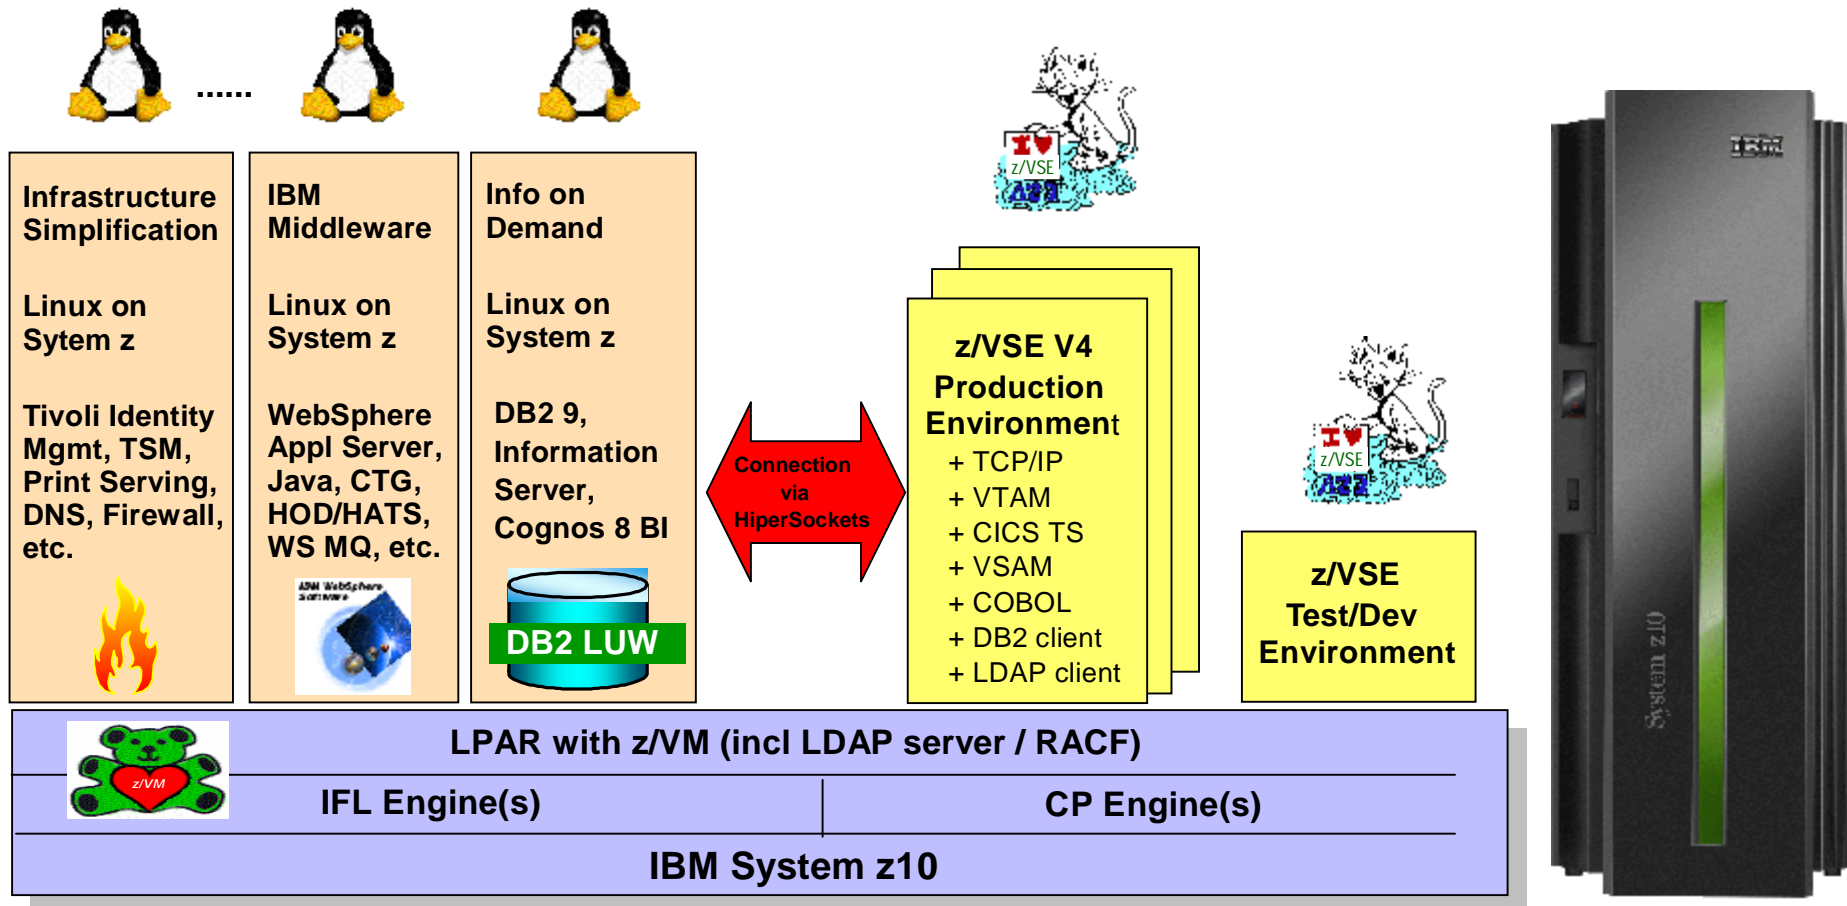 ......
Infrastructure
Simplification
Linux on
Sytem z
Tivoli Identity
Mgmt, TSM,
Print Serving,
DNS, Firewall,
etc.
IBM
Middleware
Linux on
System z
WebSphere
Appl Server,
Java, CTG,
HOD/HATS,
WS MQ, etc.
IBM WebSphere
Software
Info on
Demand
Linux on
System z
DB2 9,
Information
Server,
Cognos 8 BI
DB2 LUW
Connection
via
HiperSockets
I ♥
z/VSE
z/VSE V4
Production
Environment
+ TCP/IP
+ VTAM
+ CICS TS
+ VSAM
+ COBOL
+ DB2 client
+ LDAP client
I ♥
z/VSE
z/VSE
Test/Dev
Environment
IBM
System z10
z/VM
LPAR with z/VM (incl LDAP server / RACF)
IFL Engine(s)
CP Engine(s)
IBM System z10